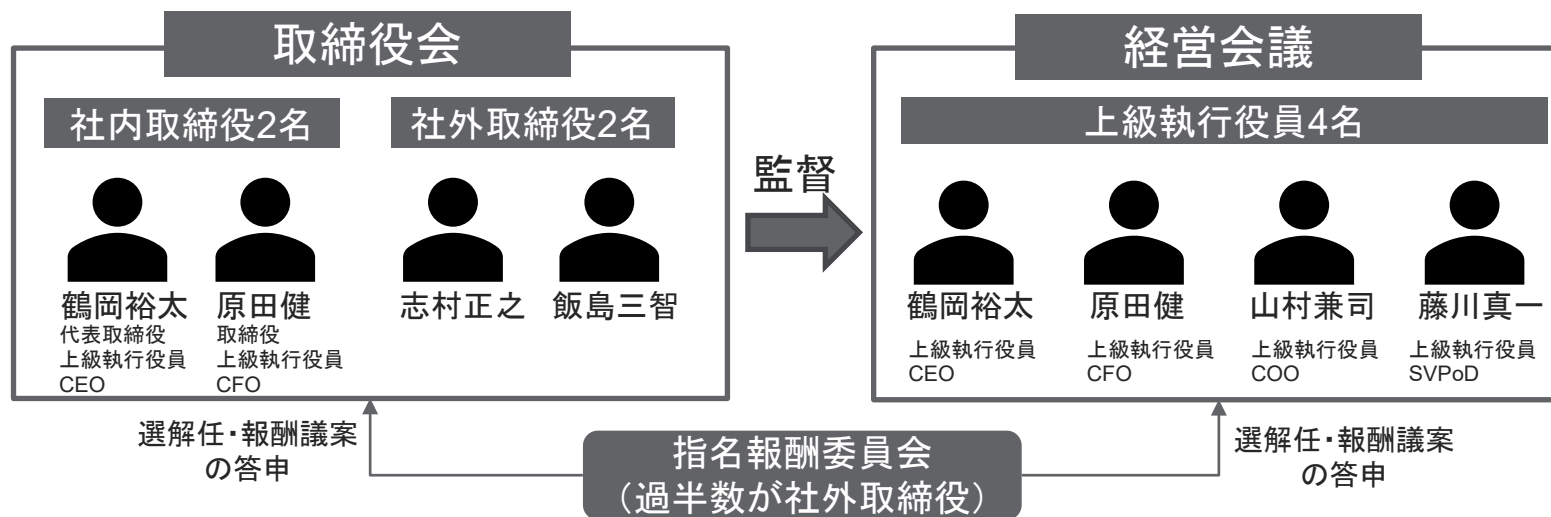 取締役会
社内取締役2名
社外取締役2名
鶴岡裕太
代表取締役
上級執行役員
CEO
原田健
取締役
上級執行役員
CFO
志村正之
飯島三智
監督
経営会議
上級執行役員4名
鶴岡裕太
上級執行役員
CEO
原田健
上級執行役員
CFO
山村兼司
上級執行役員
COO
藤川真一
上級執行役員
SVPoD
選解任・報酬議案
の答申
指名報酬委員会
（過半数が社外取締役）
選解任・報酬議案
の答申